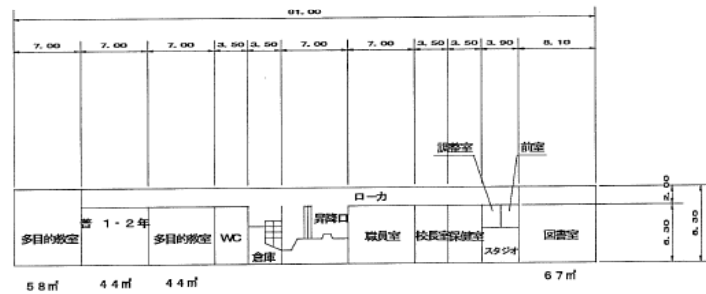 61.00
7.00 7.00 7.00 3.50 3.50 7.00 7.00 3.50 3.50 3.90 8.10
調整室 前室
ローカ
2.00
多目的教室 普 1-2年 多目的教室 WC 倉庫 昇降口 職員室 校長室 保健室 スタジオ 図書室
6.30
8.30
58㎡ 44㎡ 44㎡ 67㎡